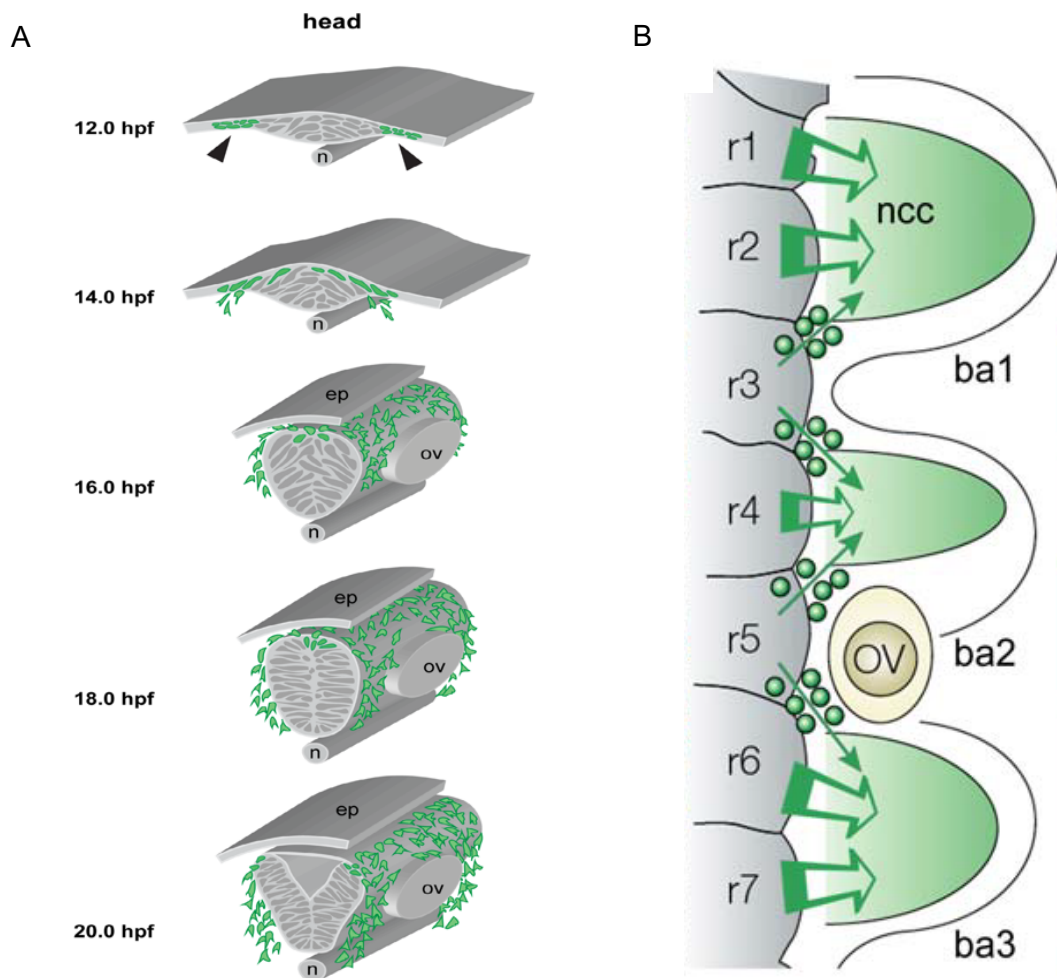 A
head
12.0 hpf
n
14.0 hpf
n
16.0 hpf
ep
ov
n
18.0 hpf
ep
ov
n
20.0 hpf
ep
ov
n
B
r1
ncc
r2
r3
ba1
r4
r5
OV
ba2
r6
r7
ba3